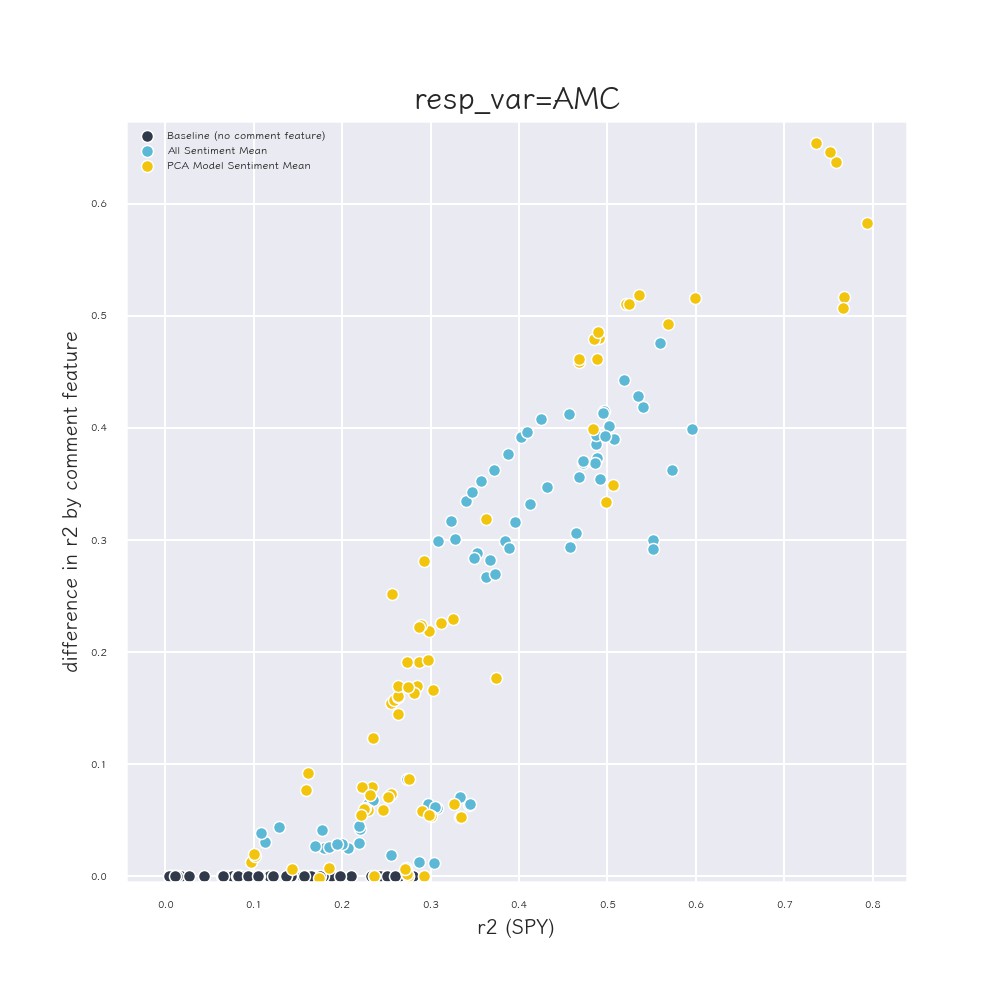 resp_var=AMC
Baseline (no comment feature)
All Sentiment Mean
PCA Model Sentiment Mean
difference in r2 by comment feature
0.6
0.5
0.4
0.3
0.2
0.1
0.0
0.0 0.1 0.2 0.3 0.4 0.5 0.6 0.7 0.8
r2 (SPY)